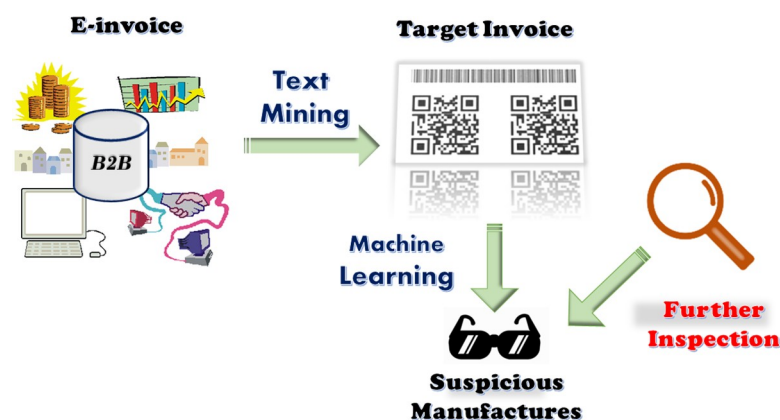 E-invoice
Target Invoice
Text
Mining
B2B
Machine
Learning
Further
Inspection
Suspicious
Manufactures